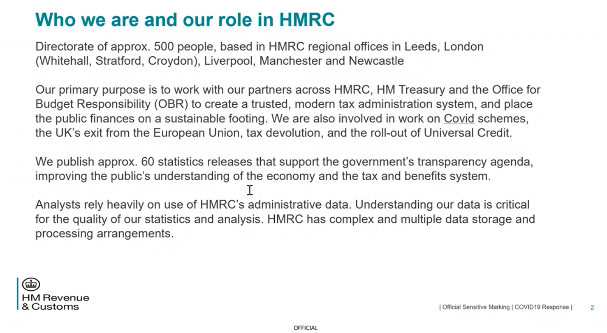 Who we are and our role in HMRC
Directorate of approx. 500 people, based in HMRC regional offices in Leeds, London
(Whitehall, Stratford, Croydon), Liverpool, Manchester and Newcastle
Our primary purpose is to work with our partners across HMRC, HM Treasury and the Office for
Budget Responsibility (OBR) to create a trusted, modern tax administration system, and place
the public finances on a sustainable footing. We are also involved in work on Covid schemes,
the UK's exit from the European Union, tax devolution, and the roll-out of Universal Credit.
We publish approx. 60 statistics releases that support the government's transparency agenda,
improving the public's understanding of the economy and the tax and benefits system.
Analysts rely heavily on use of HMRC's administrative data. Understanding our data is critical
for the quality of our statistics and analysis. HMRC has complex and multiple data storage and
processing arrangements.
HM Revenue
& Customs
| Official Sensitive Marking | COVID19 Response |
2
OFFICIAL